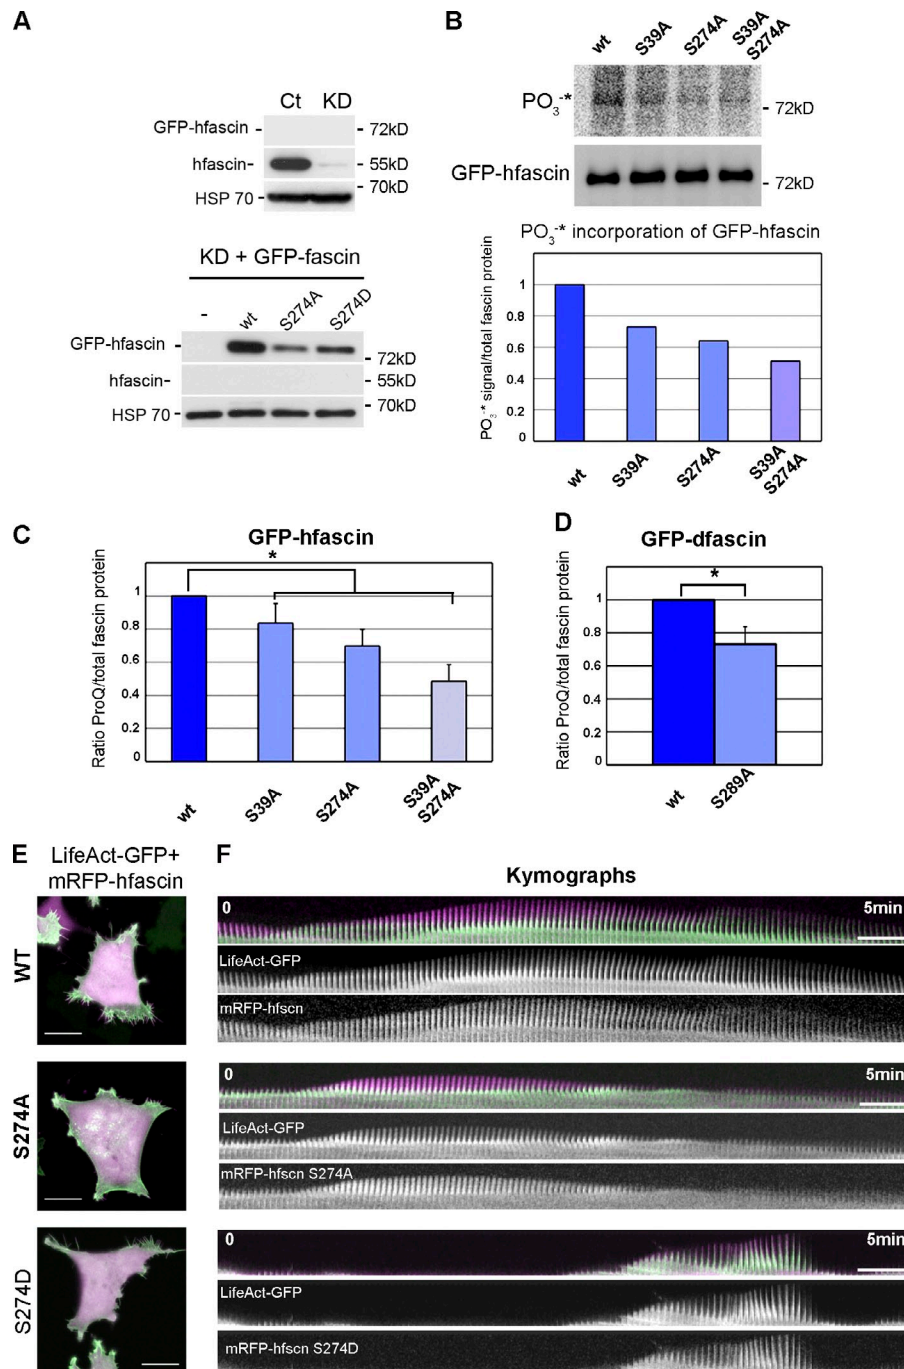 A
Ct KD
GFP-hfascin - - 72kD
hfascin- - 55kD
HSP 70 - - 70kD
KD + GFP-fascin
- wt S274A S274D
GFP-hfascin - - 72kD
hfascin- - 55kD
HSP 70 - - 70kD
B
wt S39A S274A S39A S274A
PO3-* - 72kD
GFP-hfascin - 72kD
PO3-* incorporation of GFP-hfascin
PO3-* signal/total fascin protein
1
0.8
0.6
0.4
0.2
0
wt S39A S274A S39A S274A
C
GFP-hfascin
*
Ratio ProQ/total fascin protein
1
0.8
0.6
0.4
0.2
0
wt S39A S274A S39A S274A
D
GFP-dfascin
*
Ratio ProQ/total fascin protein
1
0.8
0.6
0.4
0.2
0
wt S289A
E
LifeAct-GFP+
mRFP-hfascin
WT
S274A
S274D
F
Kymographs
0 5min
LifeAct-GFP
mRFP-hfscn
0 5min
LifeAct-GFP
mRFP-hfscn S274A
0 5min
LifeAct-GFP
mRFP-hfscn S274D